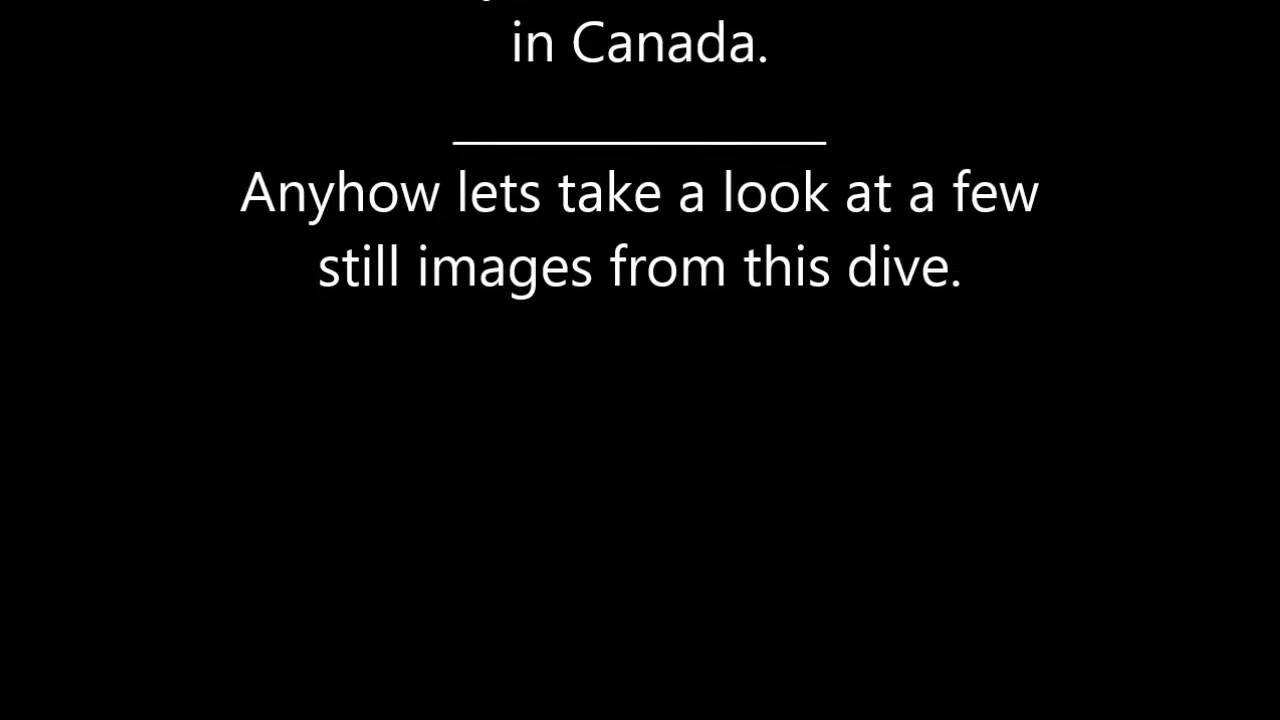 in Canada.
Anyhow lets take a look at a few
still images from this dive.